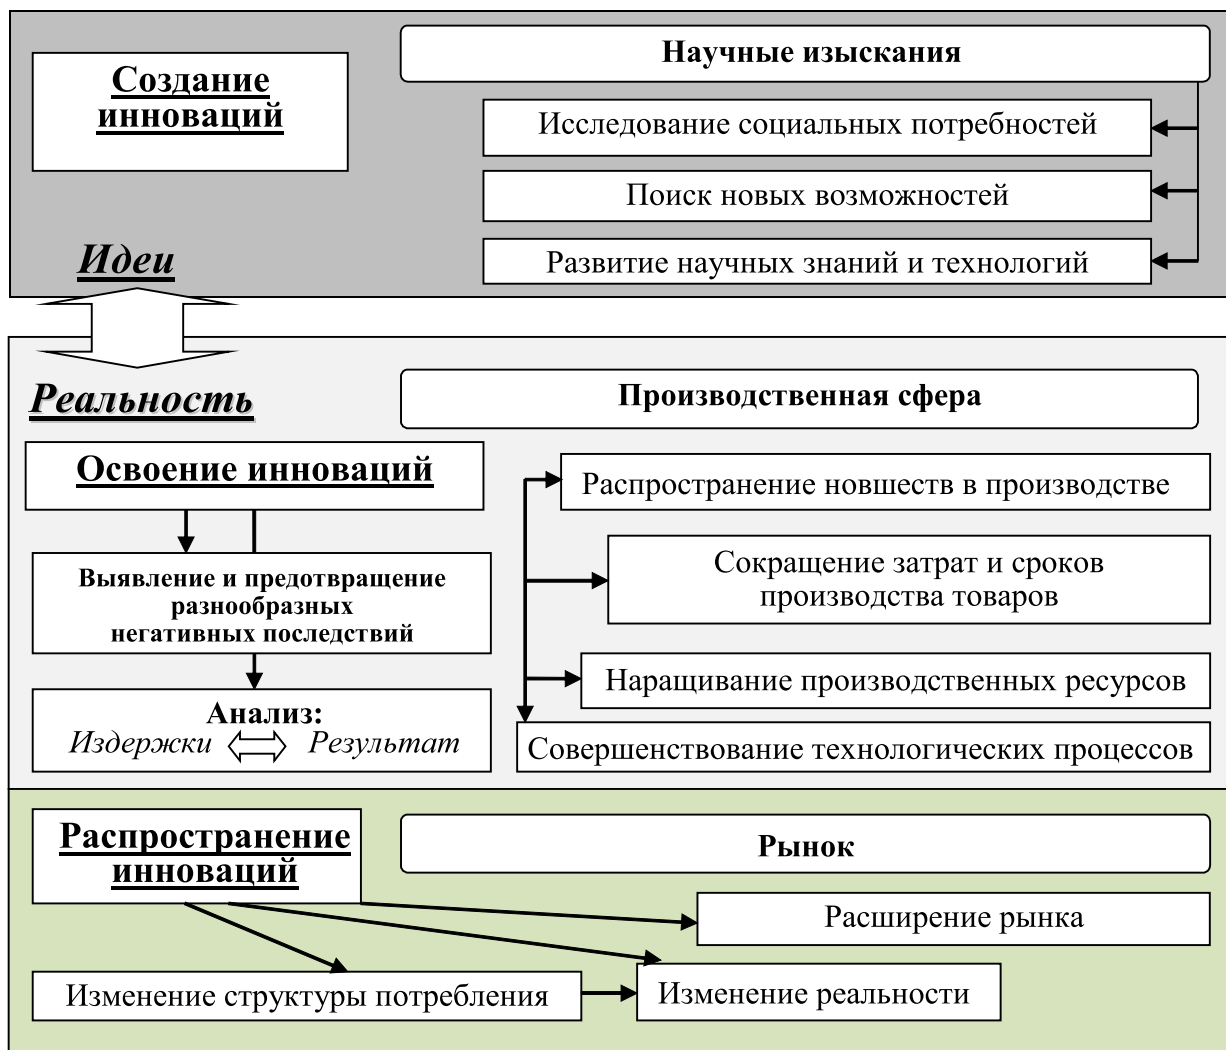 Создание
инноваций
Научные изыскания
Исследование социальных потребностей
Поиск новых возможностей
Развитие научных знаний и технологий
Идеи
Реальность
Производственная сфера
Освоение инноваций
Выявление и предотвращение
разнообразных
негативных последствий
Анализ:
Издержки Результат
Распространение новшеств в производстве
Сокращение затрат и сроков
производства товаров
Наращивание производственных ресурсов
Совершенствование технологических процессов
Распространение
инноваций
Рынок
Расширение рынка
Изменение структуры потребления
Изменение реальности